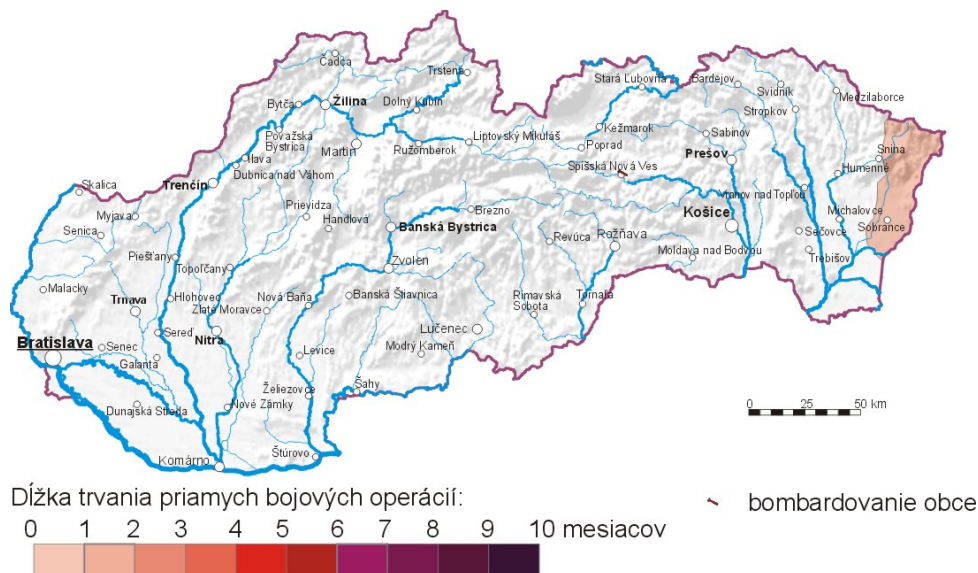 Čadca
Trstená
Stará Ľubovňa
Bardejov
Svidník
Medzilaborce
Bytča
Žilina
Dolný Kubín
Stropkov
Považská
Bystrica
Martin
Ružomberok
Liptovský Mikuláš
Kežmarok
Poprad
Sabinov
Snina
Ilava
Dubnica nad Váhom
Spišská Nová Ves
Prešov
Humenné
Skalica
Trenčín
Vranov nad Topľou
Myjava
Prievidza
Handlová
Brezno
Košice
Michalovce
Senica
Banská Bystrica
Revúca
Rožňava
Sečovce
Sobrance
Piešťany
Topoľčany
Zvolen
Moldava nad Bodvou
Trebišov
Malacky
Trnava
Hlohovec
Zlaté Moravce
Nová Baňa
Banská Štiavnica
Rimavská
Sobota
Tornaľa
Bratislava
Senec
Sereď
Nitra
Lučenec
Galanta
Levice
Modrý Kameň
Dunajská Streda
Nové Zámky
Želiezovce
Šahy
0 25 50 km
Komárno
Štúrovo
Dĺžka trvania priamych bojových operácií:
0 1 2 3 4 5 6 7 8 9 10 mesiacov
bombardovanie obce